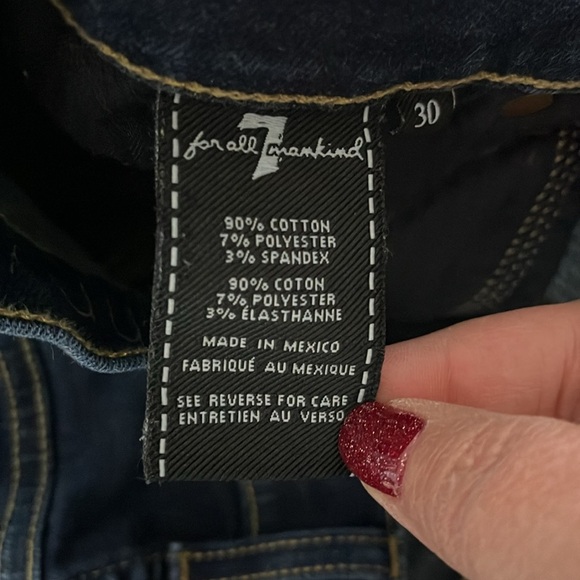 for all 7 mankind
30
90% COTTON
7% POLYESTER
3% SPANDEX
90% COTON
7% POLYESTER
3% ÉLASTHANNE
MADE IN MEXICO
FABRIQUÉ AU MEXIQUE
SEE REVERSE FOR CARE
ENTRETIEN AU VERSO